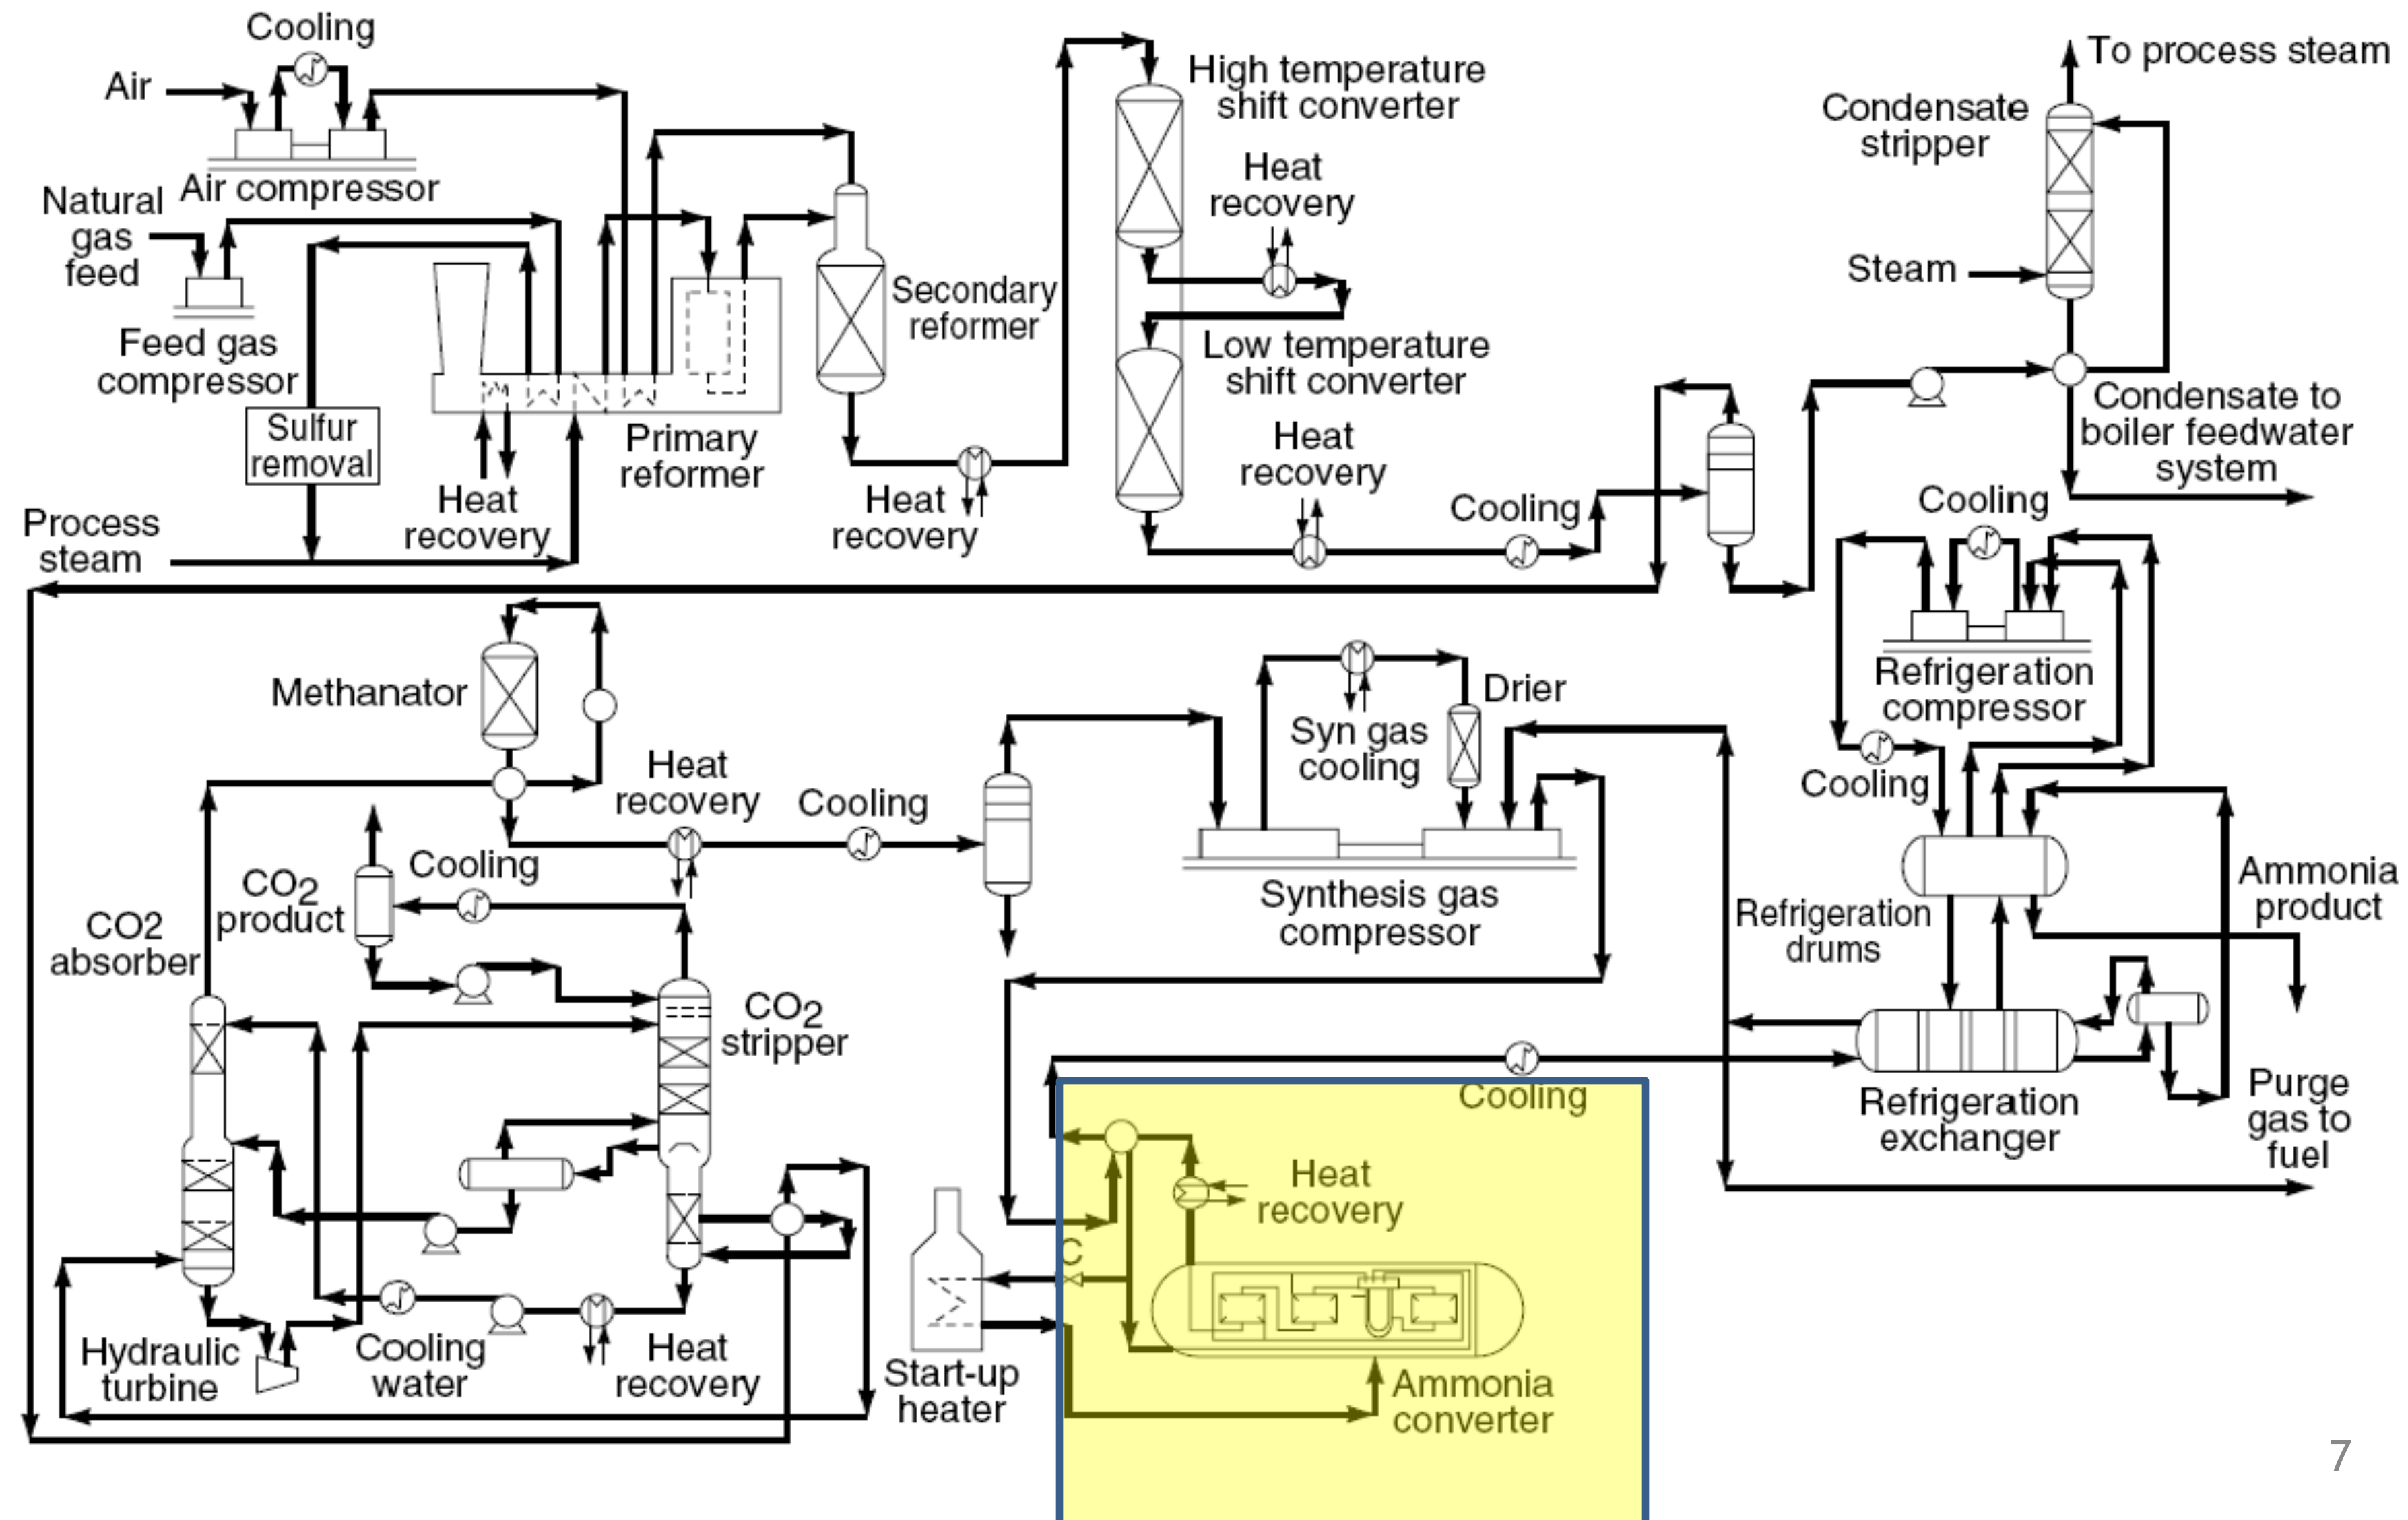 Cooling
Air
Air compressor
Natural
gas
feed
Feed gas
compressor
Sulfur
removal
Process
steam
Heat
recovery
Primary
reformer
Secondary
reformer
Heat
recovery
High temperature
shift converter
Heat
recovery
Low temperature
shift converter
Heat
recovery
Cooling
To process steam
Condensate
stripper
Steam
Condensate to
boiler feedwater
system
Cooling
Refrigeration
compressor
Cooling
Methanator
Heat
recovery
Cooling
Syn gas
cooling
Drier
Synthesis gas
compressor
Refrigeration
drums
Ammonia
product
CO2
absorber
CO2
product
Cooling
CO2
stripper
Cooling
Refrigeration
exchanger
Purge
gas to
fuel
Heat
recovery
C
Hydraulic
turbine
Cooling
water
Heat
recovery
Start-up
heater
Ammonia
converter
7